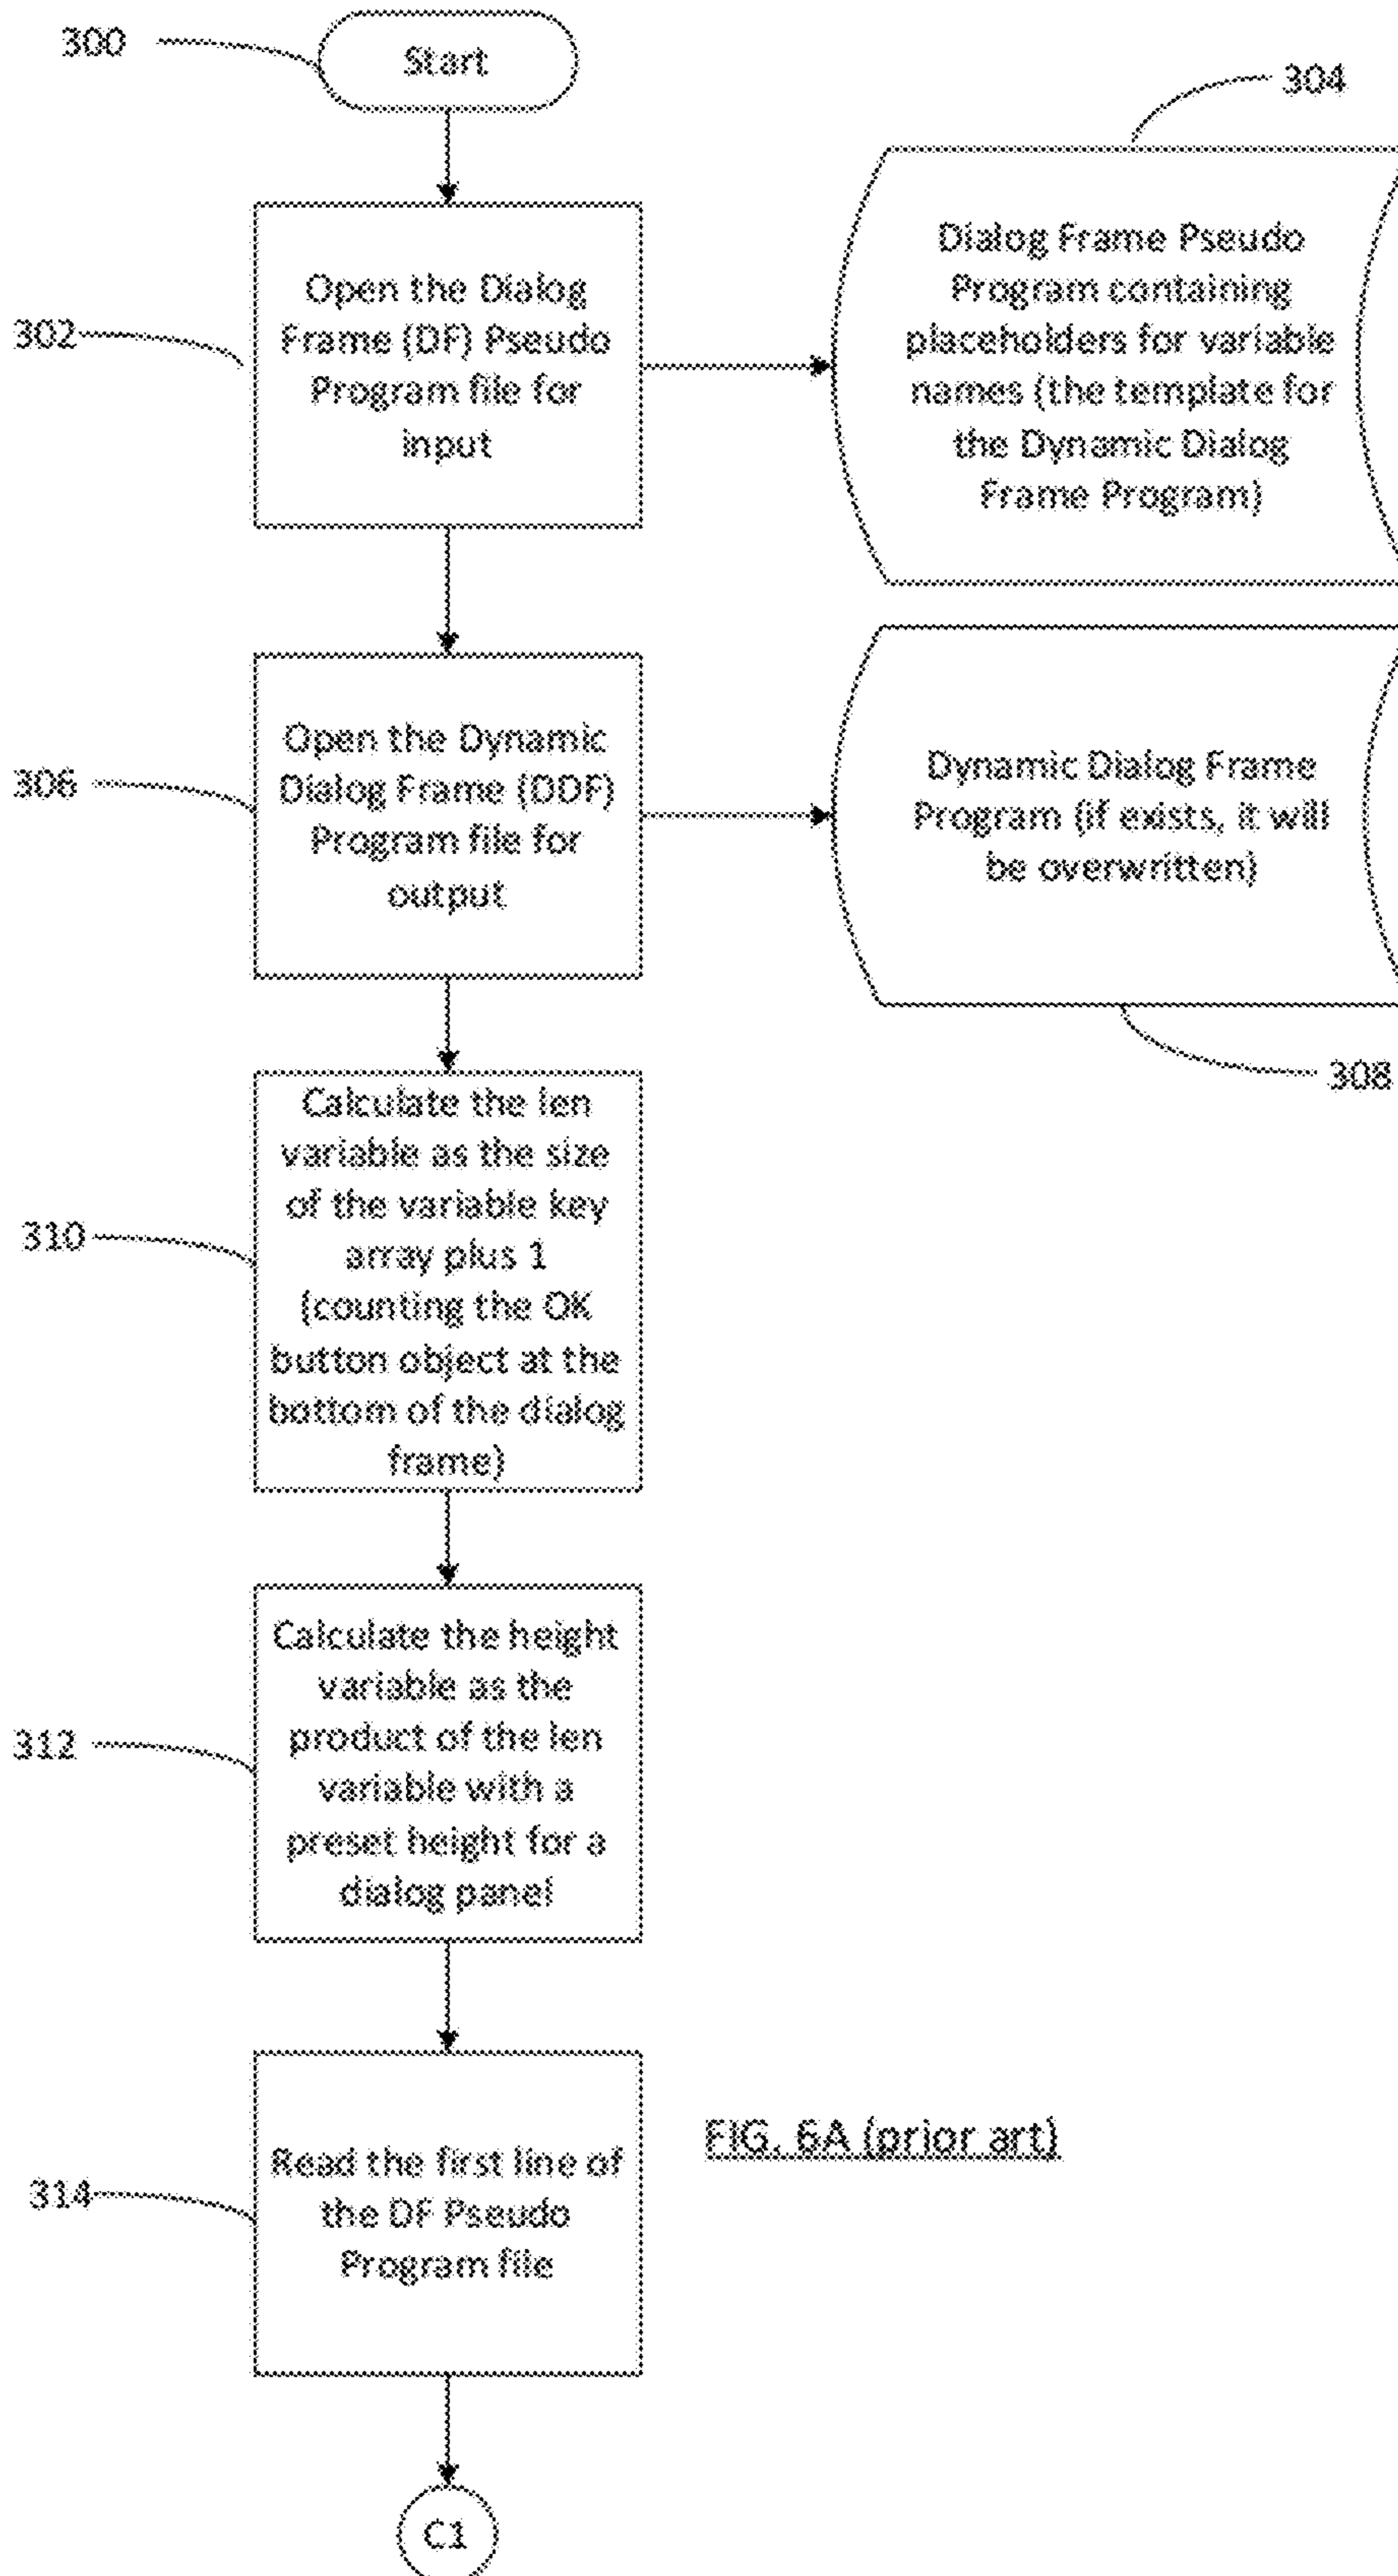 300
Start
304
302
Open the Dialog
Frame (DF) Pseudo
Program file for
input
Dialog Frame Pseudo
Program containing
placeholders for variable
names (the template for
the Dynamic Dialog
Frame Program)
306
Open the Dynamic
Dialog Frame (DDF)
Program file for
output
Dynamic Dialog Frame
Program (if exists, it will
be overwritten)
308
310
Calculate the len
variable as the size
of the variable key
array plus 1
(counting the OK
button object at the
bottom of the dialog
frame)
312
Calculate the height
variable as the
product of the len
variable with a
preset height for a
dialog panel
314
Read the first line of
the DF Pseudo
Program file
FIG. 6A (prior art)
C1